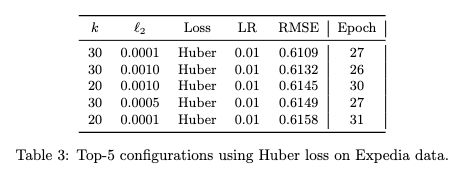 k ℓ₂ Loss LR RMSE Epoch
30 0.0001 Huber 0.01 0.6109 27
30 0.0010 Huber 0.01 0.6132 26
20 0.0010 Huber 0.01 0.6145 30
30 0.0005 Huber 0.01 0.6149 27
20 0.0001 Huber 0.01 0.6158 31
Table 3: Top-5 configurations using Huber loss on Expedia data.